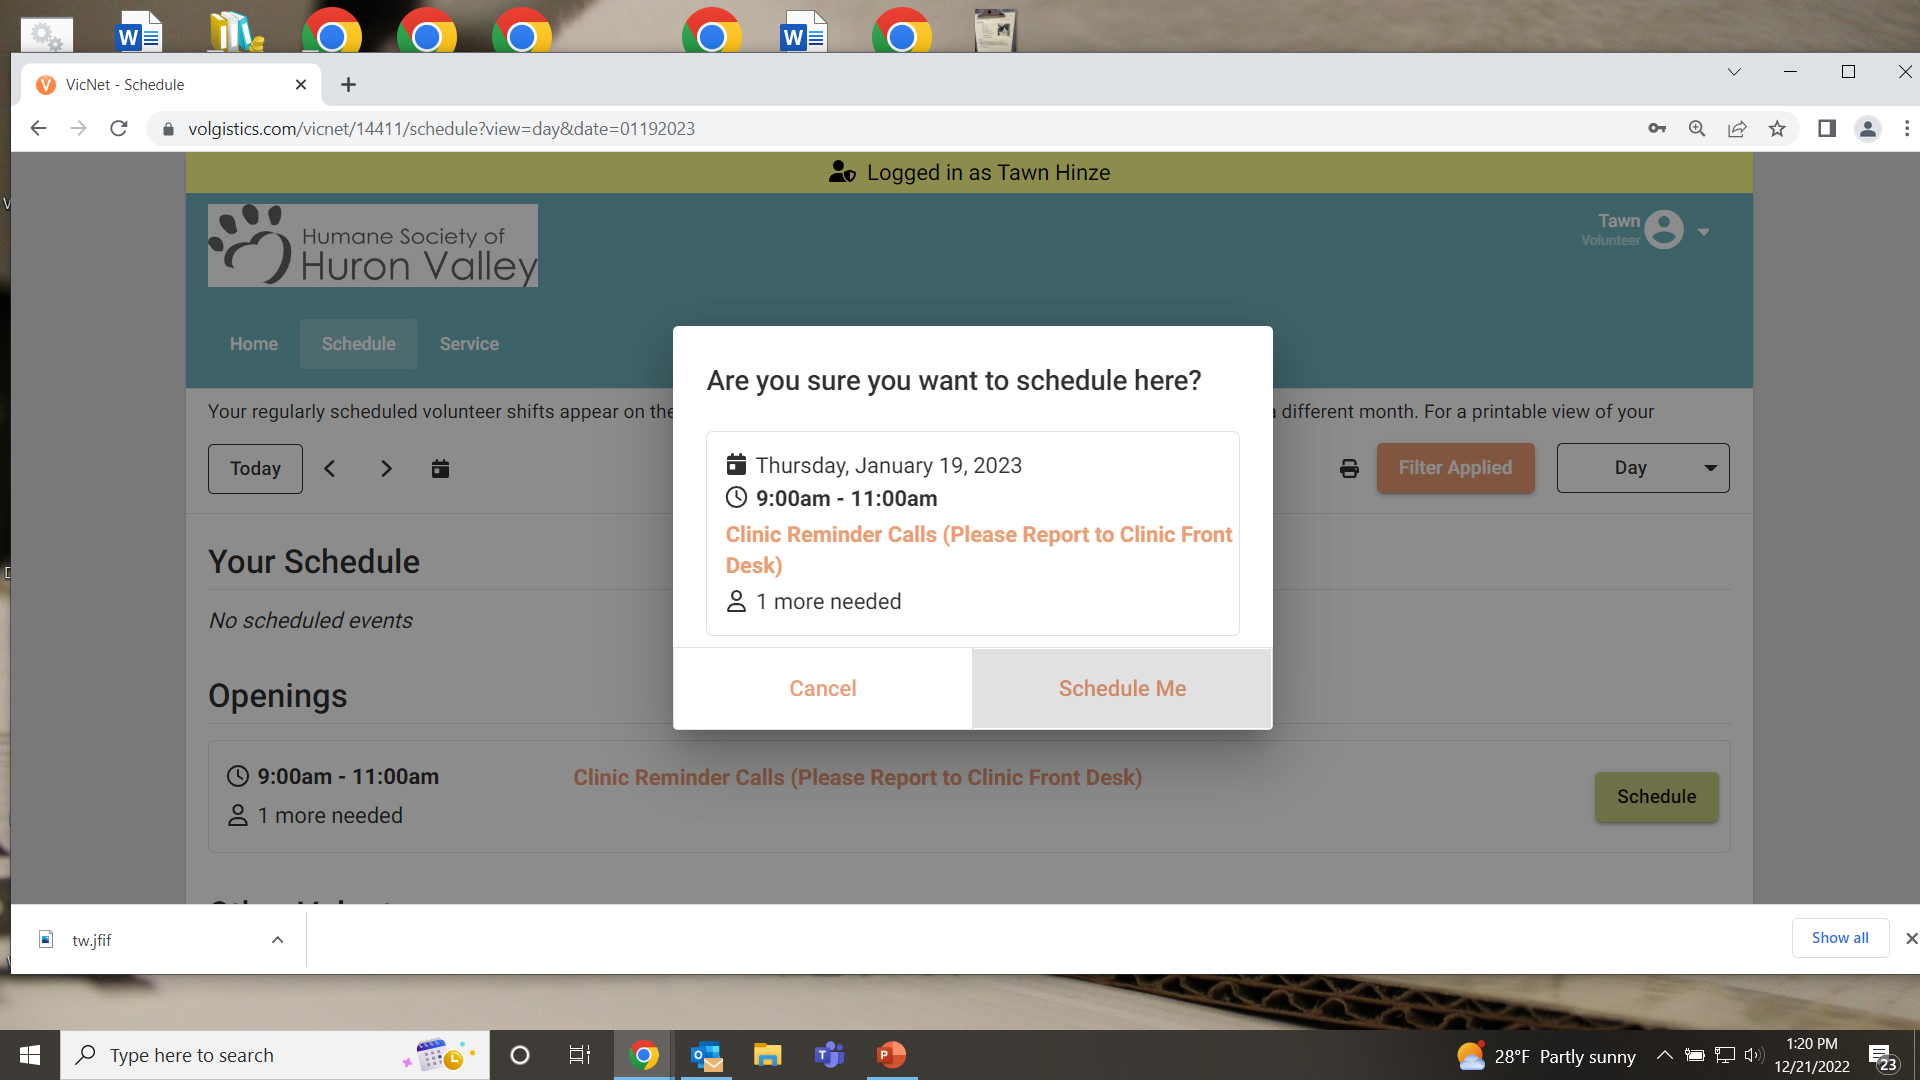 VicNet - Schedule
volgistics.com/vicnet/14411/schedule?view=day&date=01192023
Logged in as Tawn Hinze
Humane Society of
Huron Valley
Tawn
Volunteer
Home Schedule Service
Your regularly scheduled volunteer shifts appear on the
different month. For a printable view of your
Today
Filter Applied
Day
Are you sure you want to schedule here?
Thursday, January 19, 2023
9:00am - 11:00am
Clinic Reminder Calls (Please Report to Clinic Front
Desk)
1 more needed
Cancel
Schedule Me
Your Schedule
No scheduled events
Openings
9:00am - 11:00am
Clinic Reminder Calls (Please Report to Clinic Front Desk)
1 more needed
Schedule
tw.jfif
Show all
Type here to search
28°F Partly sunny
1:20 PM
12/21/2022
23